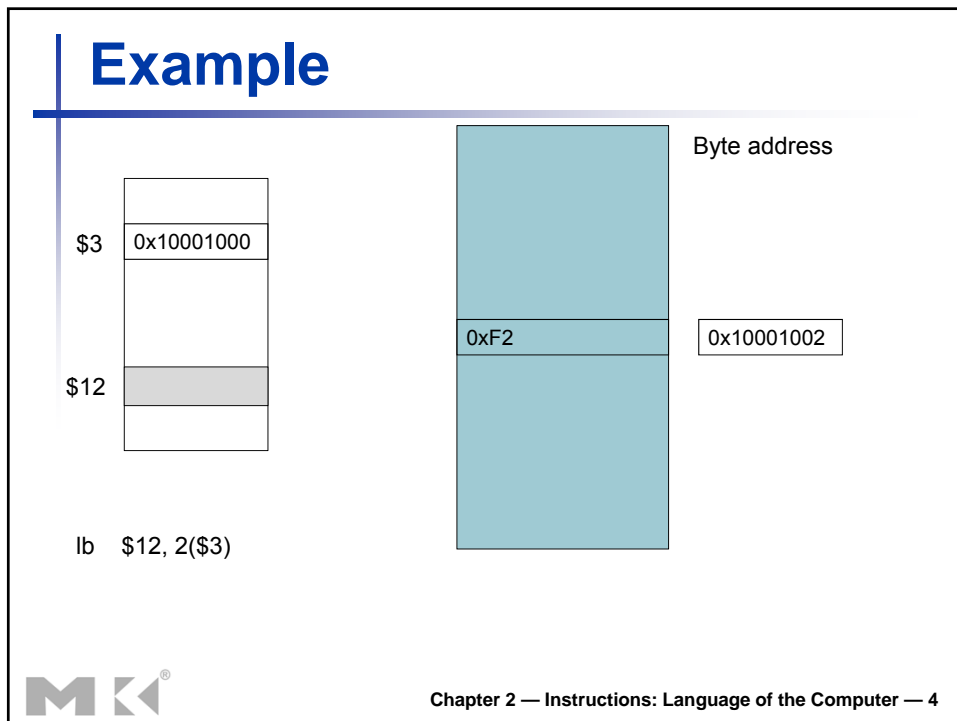 Example
Byte address
$3 0x10001000
0xF2 0x10001002
$12
lb $12, 2($3)
MK®
Chapter 2 — Instructions: Language of the Computer — 4